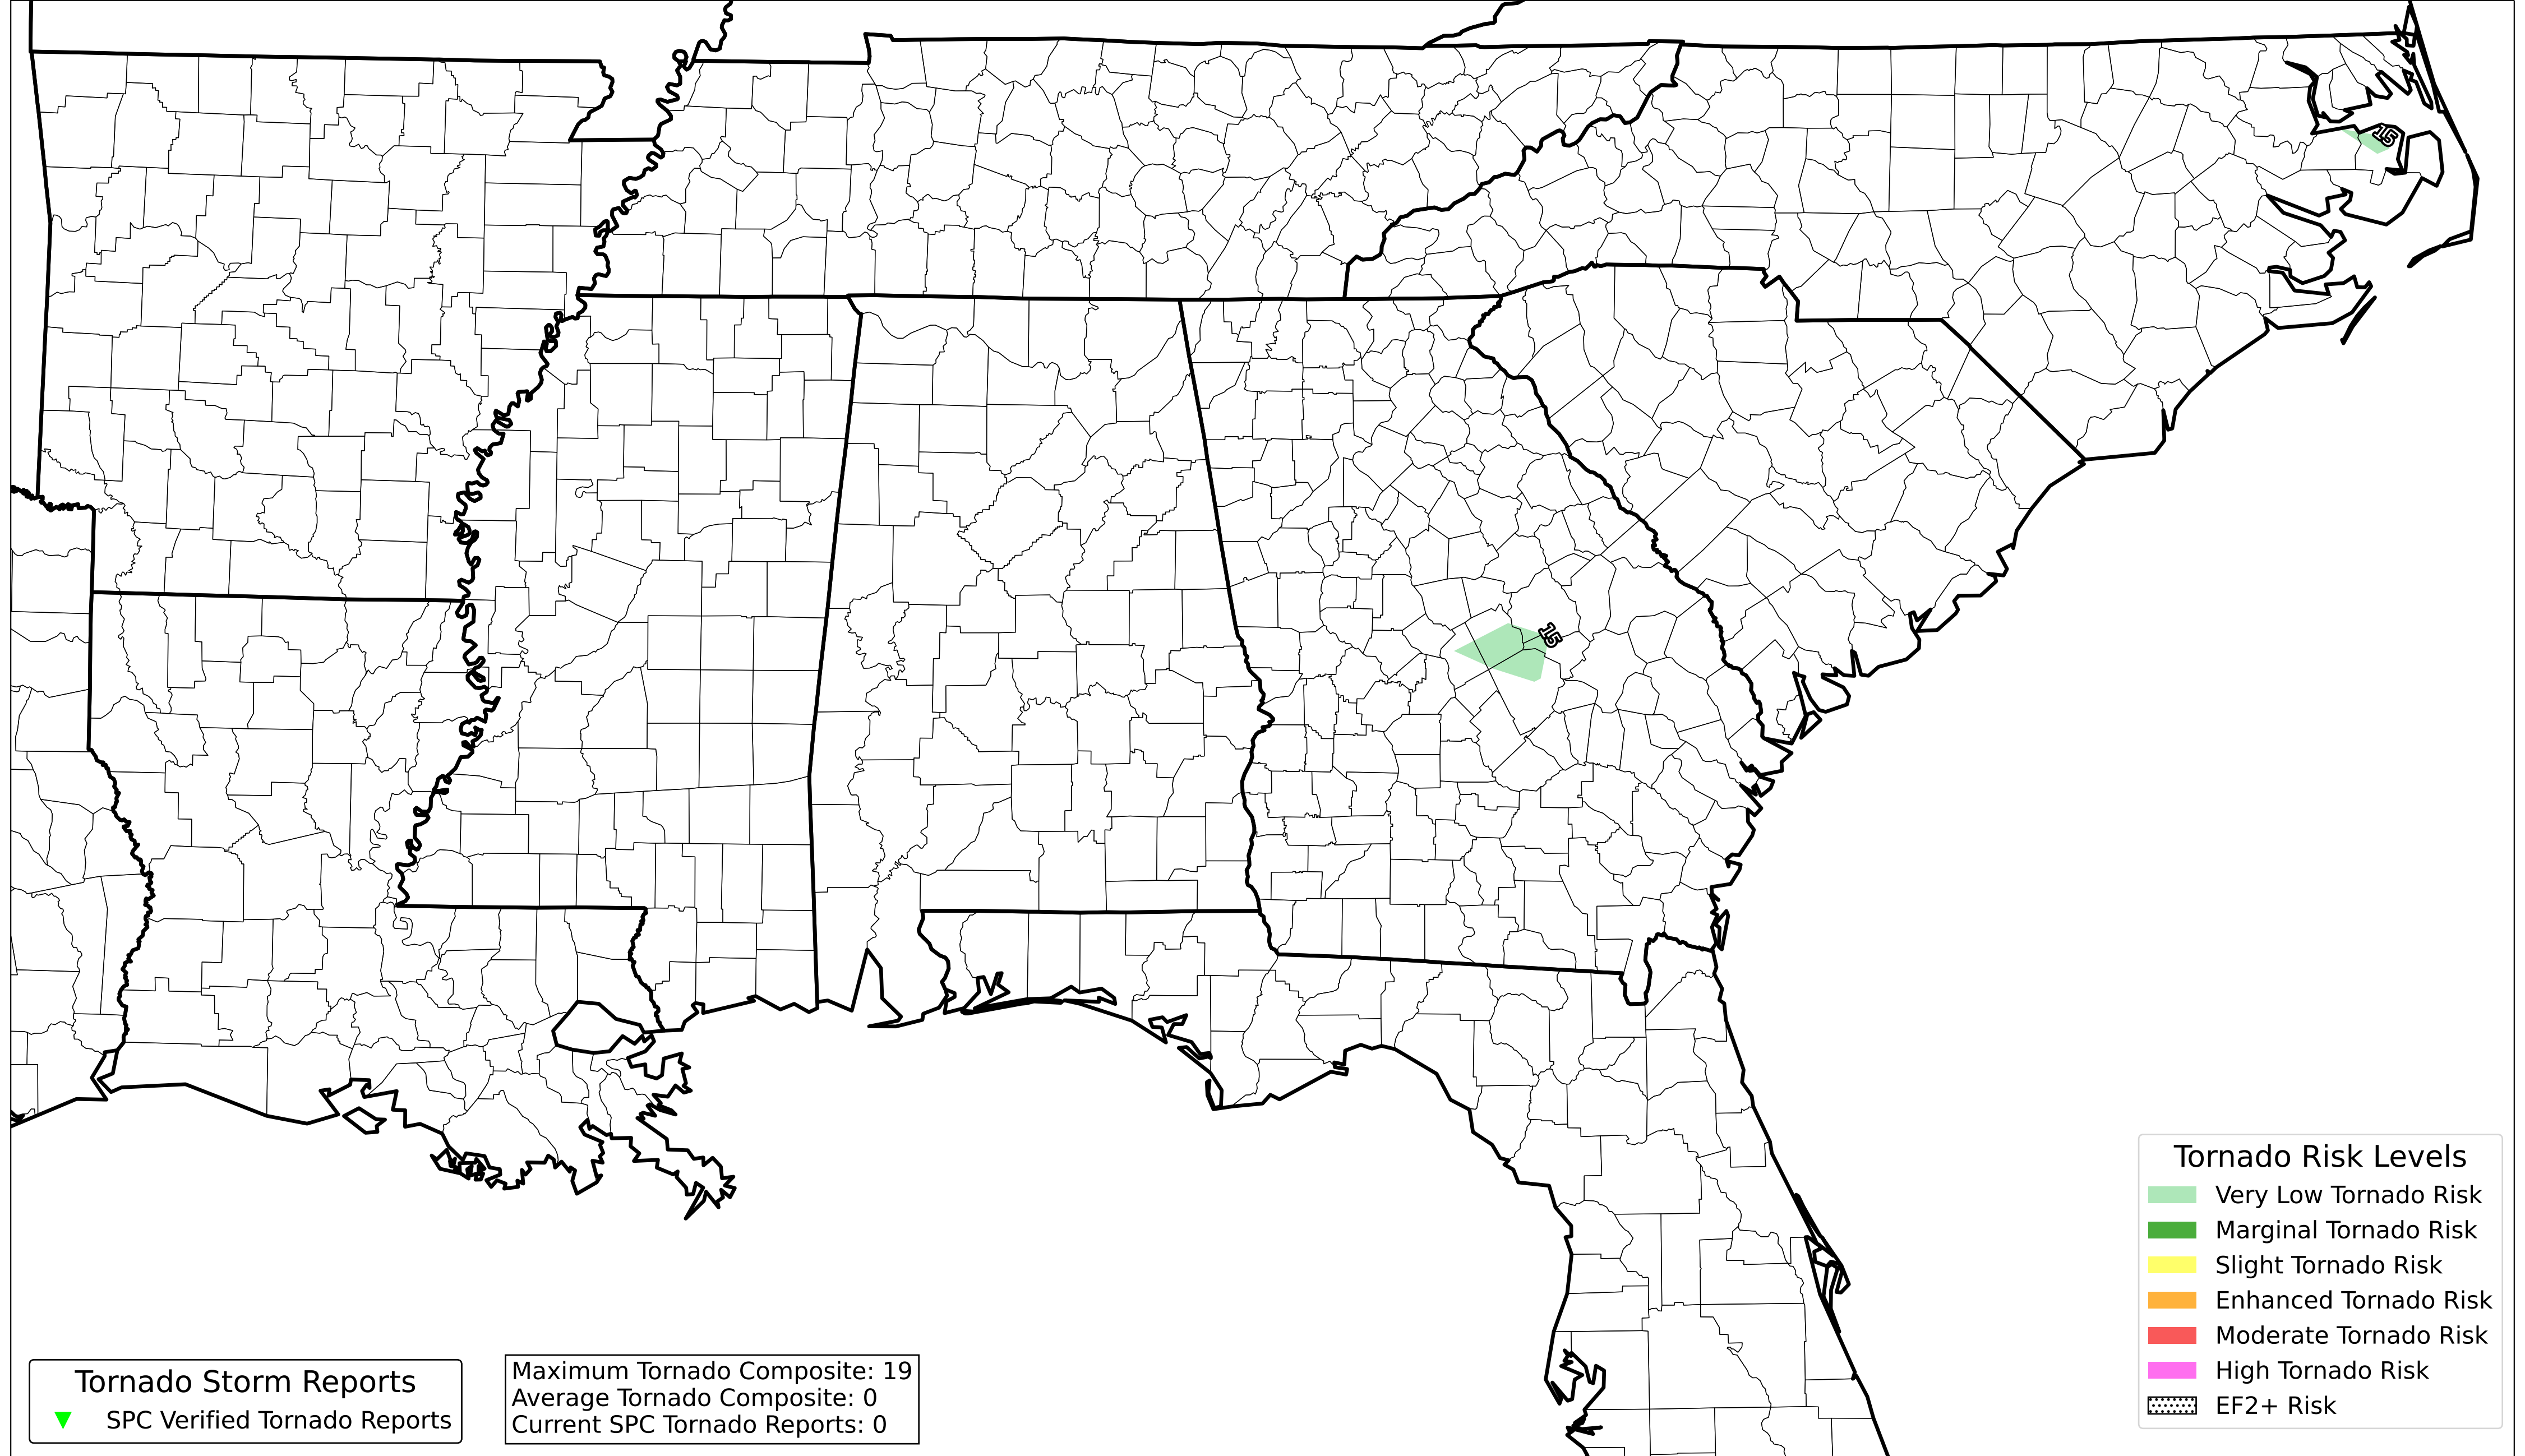 15
15
Tornado Risk Levels
Very Low Tornado Risk
Marginal Tornado Risk
Slight Tornado Risk
Enhanced Tornado Risk
Moderate Tornado Risk
High Tornado Risk
EF2+ Risk
Tornado Storm Reports
SPC Verified Tornado Reports
Maximum Tornado Composite: 19
Average Tornado Composite: 0
Current SPC Tornado Reports: 0